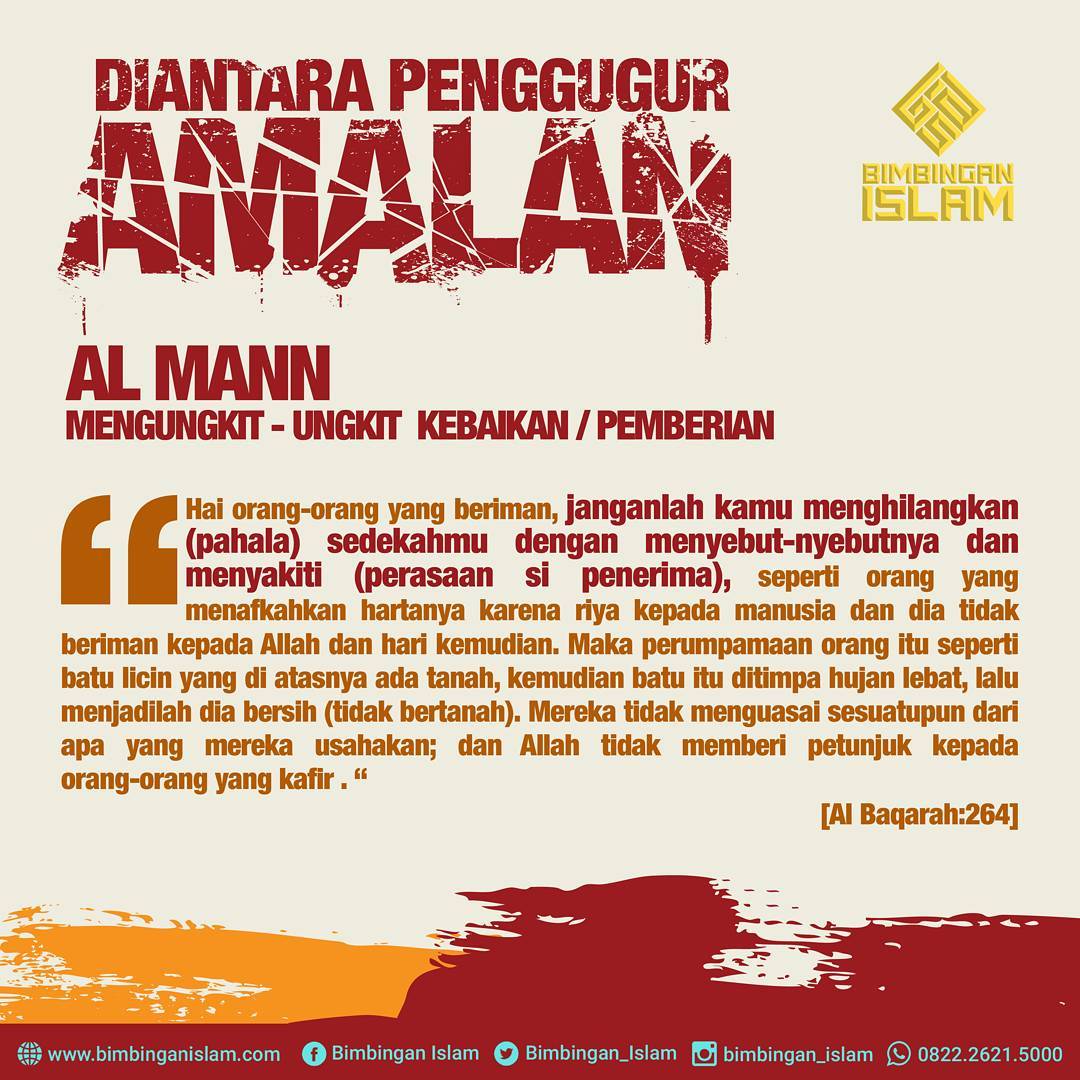 DIANTARA PENGGUGUR
AMALAN
BIMBINGAN
ISLAM
AL MANN
MENGUNGKIT - UNGKIT KEBAIKAN / PEMBERIAN
“Hai orang-orang yang beriman, janganlah kamu menghilangkan
(pahala) sedekahmu dengan menyebut-nyebutnya dan
menyakiti (perasaan si penerima), seperti orang yang
menafkahkan hartanya karena riya kepada manusia dan dia tidak
beriman kepada Allah dan hari kemudian. Maka perumpamaan orang itu seperti
batu licin yang di atasnya ada tanah, kemudian batu itu ditimpa hujan lebat, lalu
menjadilah dia bersih (tidak bertanah). Mereka tidak menguasai sesuatupun dari
apa yang mereka usahakan; dan Allah tidak memberi petunjuk kepada
orang-orang yang kafir . “
[Al Baqarah:264]
www.bimbinganislam.com Bimbingan Islam Bimbingan_Islam bimbingan_islam 0822.2621.5000